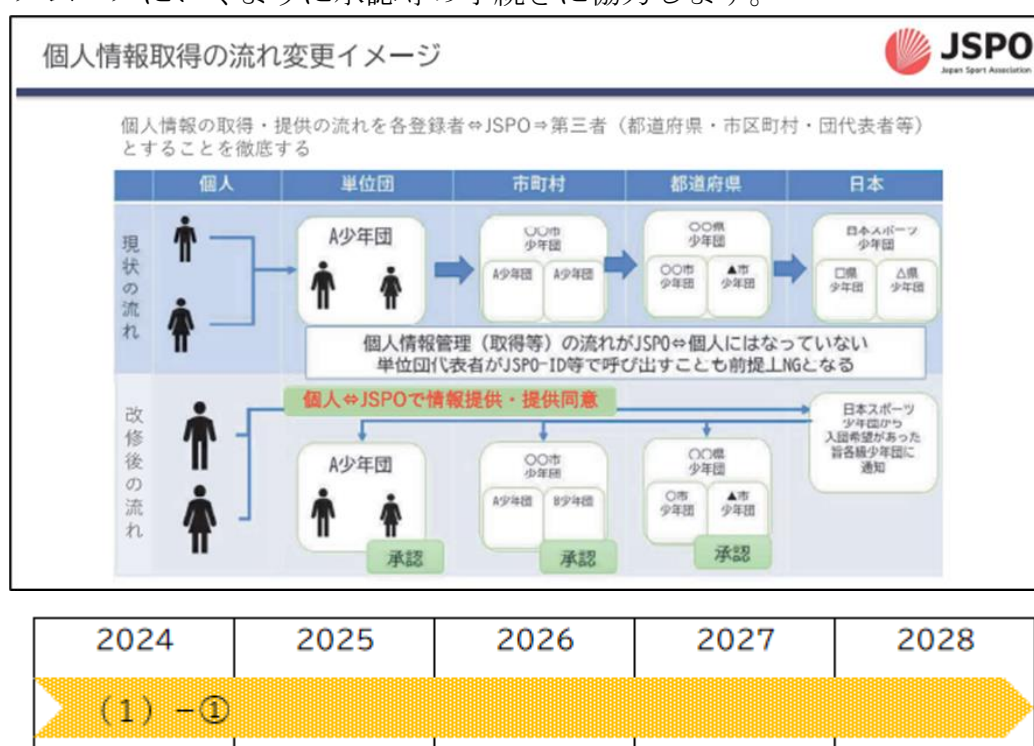 に承認等の手続きに協力します。
個人情報取得の流れ変更イメージ
JSPO
Japan Sport Association
個人情報の取得・提供の流れを各登録者⇔JSPO⇒第三者（都道府県・市区町村・団代表者等）
とすることを徹底する
個人 単位団 市町村 都道府県 日本
現状の流れ
A少年団
〇〇市
少年団
A少年団 A少年団
〇〇県
少年団
〇〇市
少年団
▲市
少年団
日本スポーツ
少年団
□県
少年団
△県
少年団
個人情報管理（取得等）の流れがJSPO⇔個人にはなっていない
単位団代表者がJSPO-ID等で呼び出すことも前提上NGとなる
改修後の流れ
個人⇔JSPOで情報提供・提供同意
A少年団
承認
〇〇市
少年団
A少年団 B少年団
承認
〇〇県
少年団
〇市
少年団
▲市
少年団
承認
日本スポーツ
少年団から
入団希望があった
旨各級少年団に
通知
2024 2025 2026 2027 2028
(1) －①